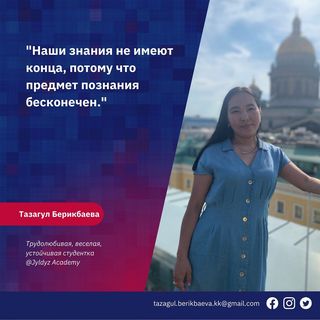 "Наши знания не имеют
конца, потому что
предмет познания
бесконечен."
Тазагул Берикбаева
Трудолюбивая, веселая,
устойчивая студентка
@Jyldyz Academy
tazagul.berikbaeva.kk@gmail.com